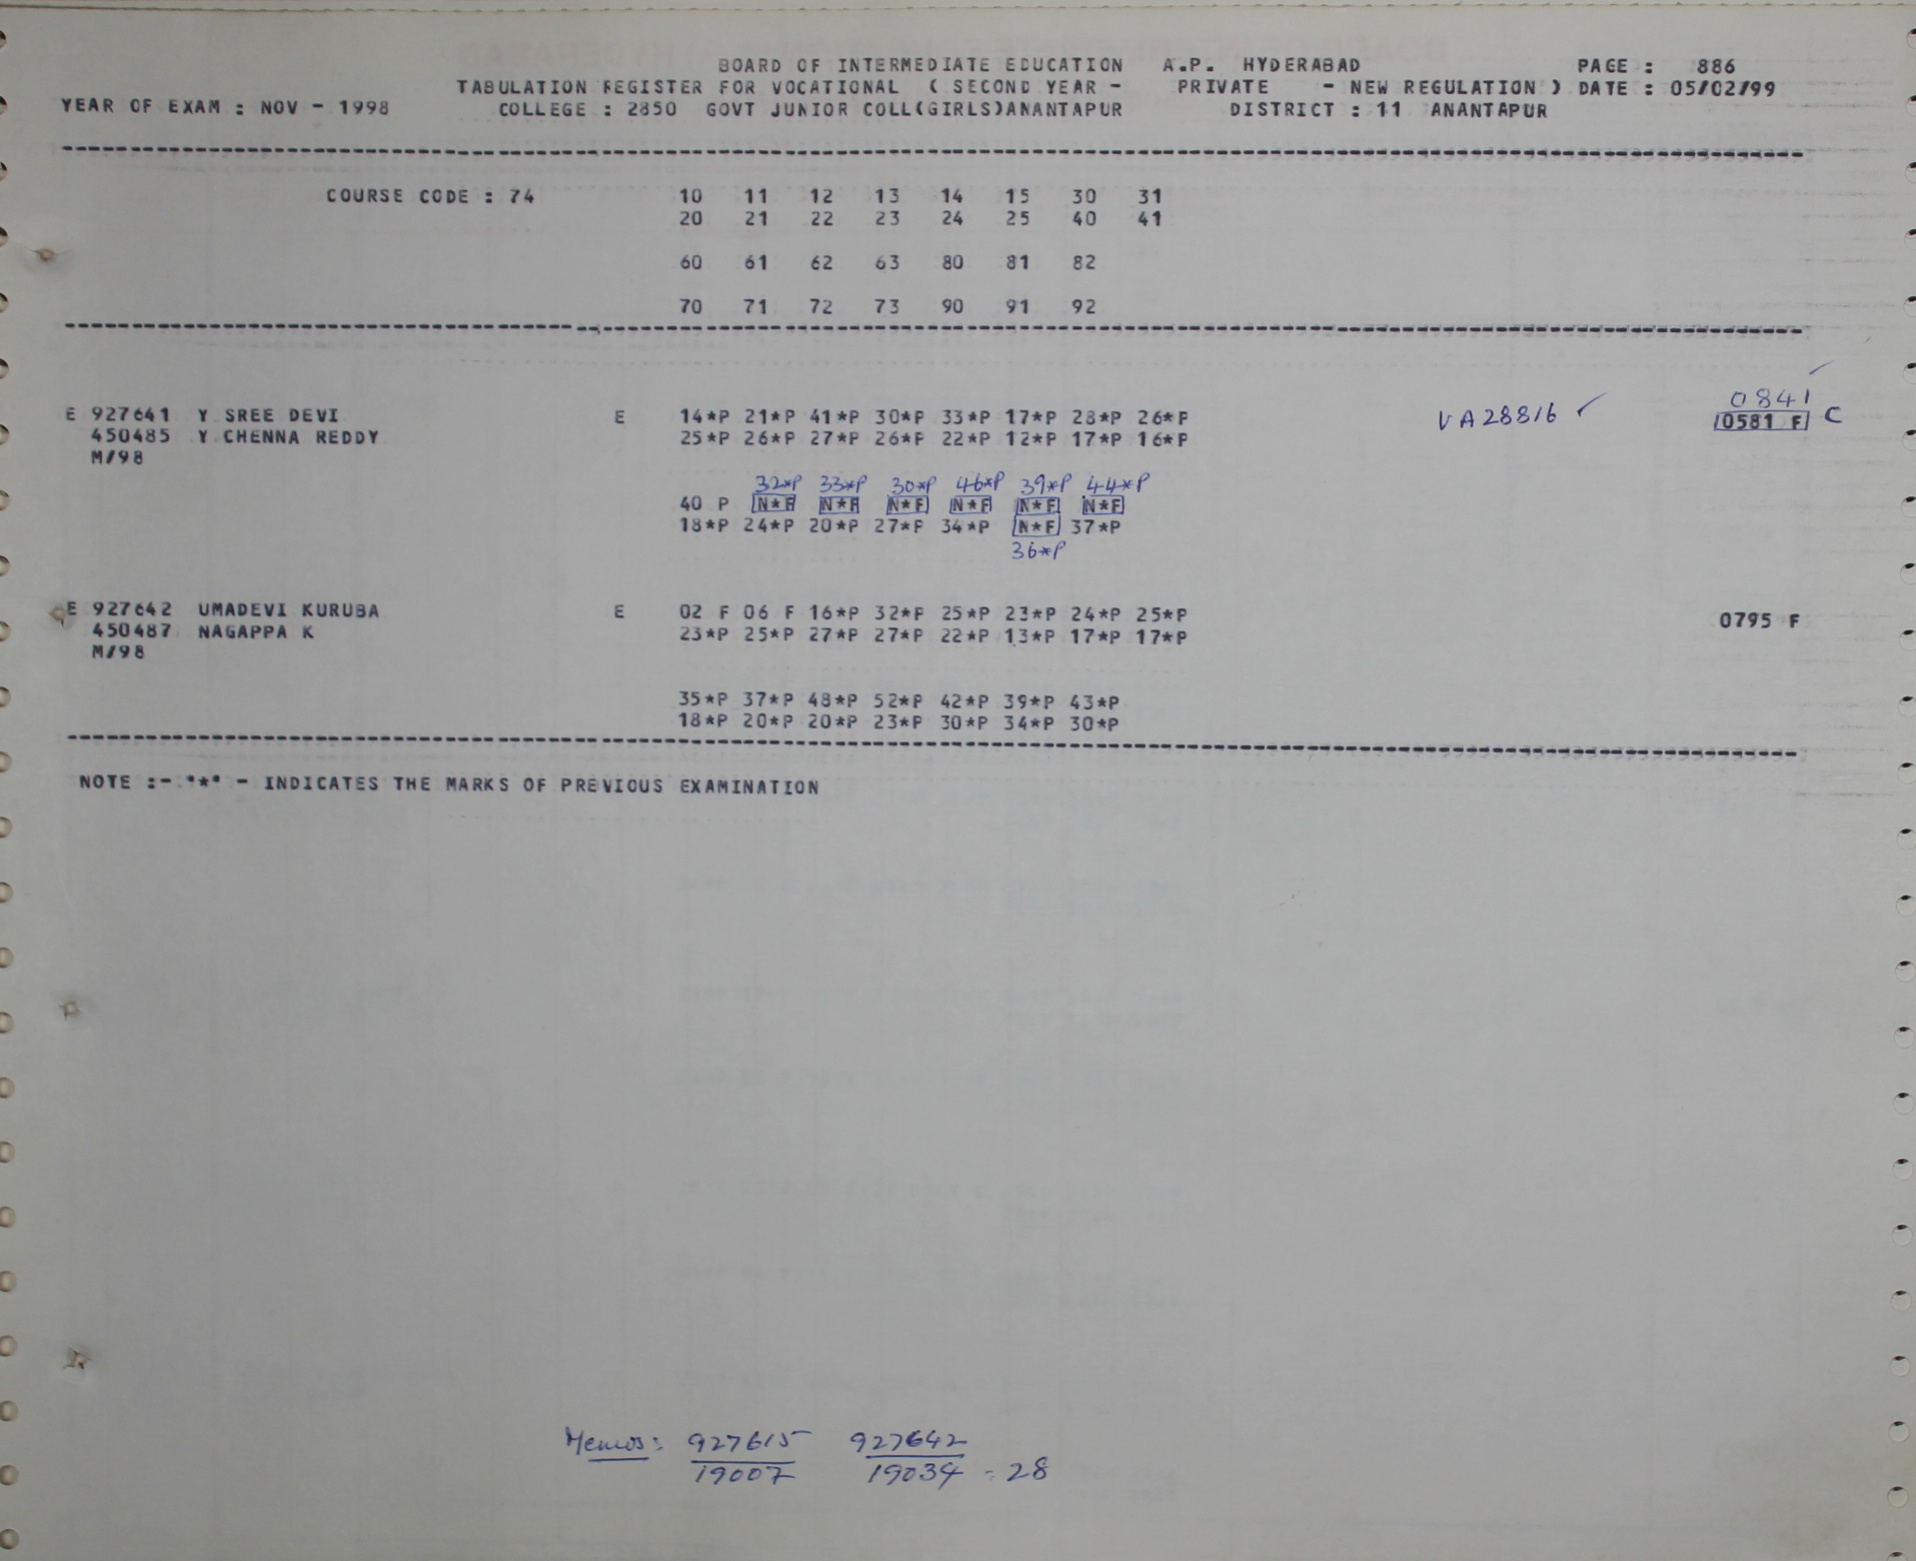 BOARD OF INTERMEDIATE EDUCATION A.P. HYDERABAD PAGE : 886
TABULATION REGISTER FOR VOCATIONAL ( SECOND YEAR - PRIVATE - NEW REGULATION ) DATE : 05/02/99
YEAR OF EXAM : NOV - 1998 COLLEGE : 2850 GOVT JUNIOR COLL(GIRLS)ANANTAPUR DISTRICT : 11 ANANTAPUR
COURSE CODE : 74 10 11 12 13 14 15 30 31
20 21 22 23 24 25 40 41
60 61 62 63 80 81 82
70 71 72 73 90 91 92
0841
E 927641 Y SREE DEVI E 14*P 21*P 41*P 30*P 33*P 17*P 28*P 26*P VA28816 ✓ 0581 F C
450485 Y CHENNA REDDY 25*P 26*P 27*P 26*P 22*P 12*P 17*P 16*P
M/98
32*P 33*P 30*P 46*P 39*P 44*P
40 P N*F N*F N*F N*F N*F N*F
18*P 24*P 20*P 27*P 34*P N*F 37*P
36*P
E 927642 UMADEVI KURUBA E 02 F 06 F 16*P 32*P 25*P 23*P 24*P 25*P 0795 F
450487 NAGAPPA K 23*P 25*P 27*P 27*P 22*P 13*P 17*P 17*P
M/98
35*P 37*P 48*P 52*P 42*P 39*P 43*P
18*P 20*P 20*P 23*P 30*P 34*P 30*P
NOTE :- '*' - INDICATES THE MARKS OF PREVIOUS EXAMINATION
Memos: 927615 927642
19007 19034 = 28